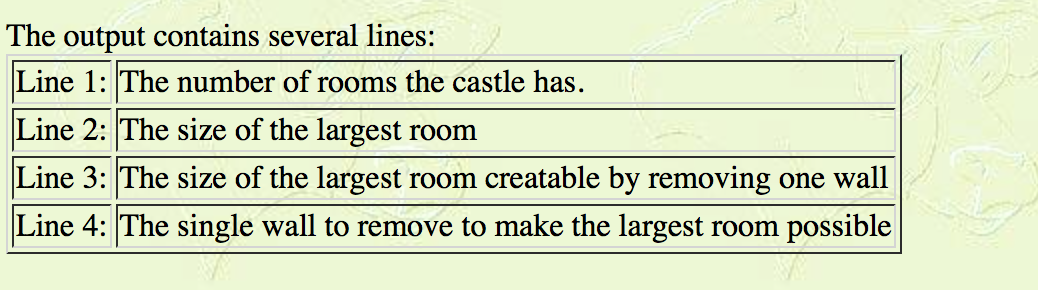 The output contains several lines:
Line 1: The number of rooms the castle has.
Line 2: The size of the largest room
Line 3: The size of the largest room creatable by removing one wall
Line 4: The single wall to remove to make the largest room possible